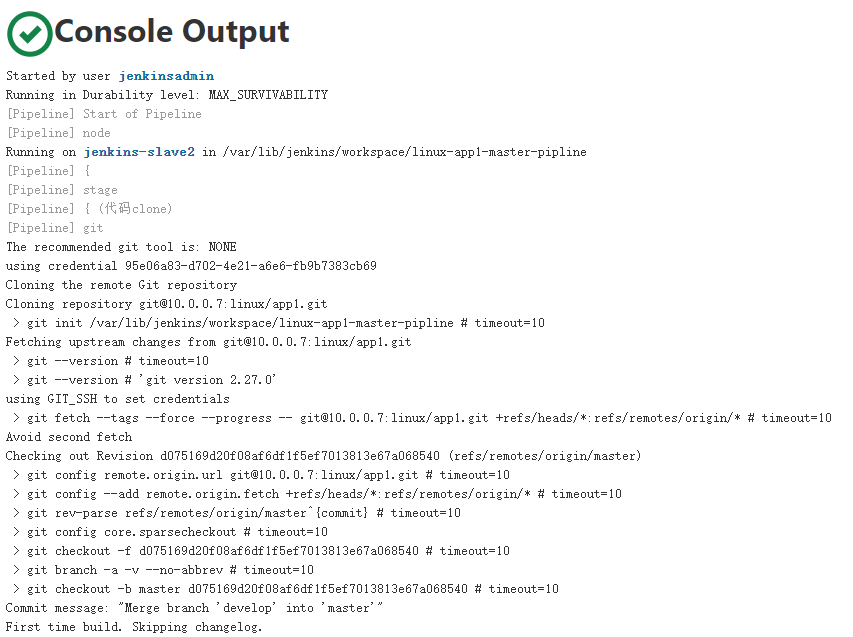 Console Output
Started by user jenkinsadmin
Running in Durability level: MAX_SURVIVABILITY
[Pipeline] Start of Pipeline
[Pipeline] node
Running on jenkins-slave2 in /var/lib/jenkins/workspace/linux-app1-master-pipline
[Pipeline] {
[Pipeline] stage
[Pipeline] { (代码clone)
[Pipeline] git
The recommended git tool is: NONE
using credential 95e06a83-d702-4e21-a6e6-fb9b7383cb69
Cloning the remote Git repository
Cloning repository git@10.0.0.7:linux/app1.git
 > git init /var/lib/jenkins/workspace/linux-app1-master-pipline # timeout=10
Fetching upstream changes from git@10.0.0.7:linux/app1.git
 > git --version # timeout=10
 > git --version # 'git version 2.27.0'
using GIT_SSH to set credentials
 > git fetch --tags --force --progress -- git@10.0.0.7:linux/app1.git +refs/heads/*:refs/remotes/origin/* # timeout=10
Avoid second fetch
Checking out Revision d075169d20f08af6df1f5ef7013813e67a068540 (refs/remotes/origin/master)
 > git config remote.origin.url git@10.0.0.7:linux/app1.git # timeout=10
 > git config --add remote.origin.fetch +refs/heads/*:refs/remotes/origin/* # timeout=10
 > git rev-parse refs/remotes/origin/master^{commit} # timeout=10
 > git config core.sparsecheckout # timeout=10
 > git checkout -f d075169d20f08af6df1f5ef7013813e67a068540 # timeout=10
 > git branch -a -v --no-abbrev # timeout=10
 > git checkout -b master d075169d20f08af6df1f5ef7013813e67a068540 # timeout=10
Commit message: "Merge branch 'develop' into 'master'"
First time build. Skipping changelog.